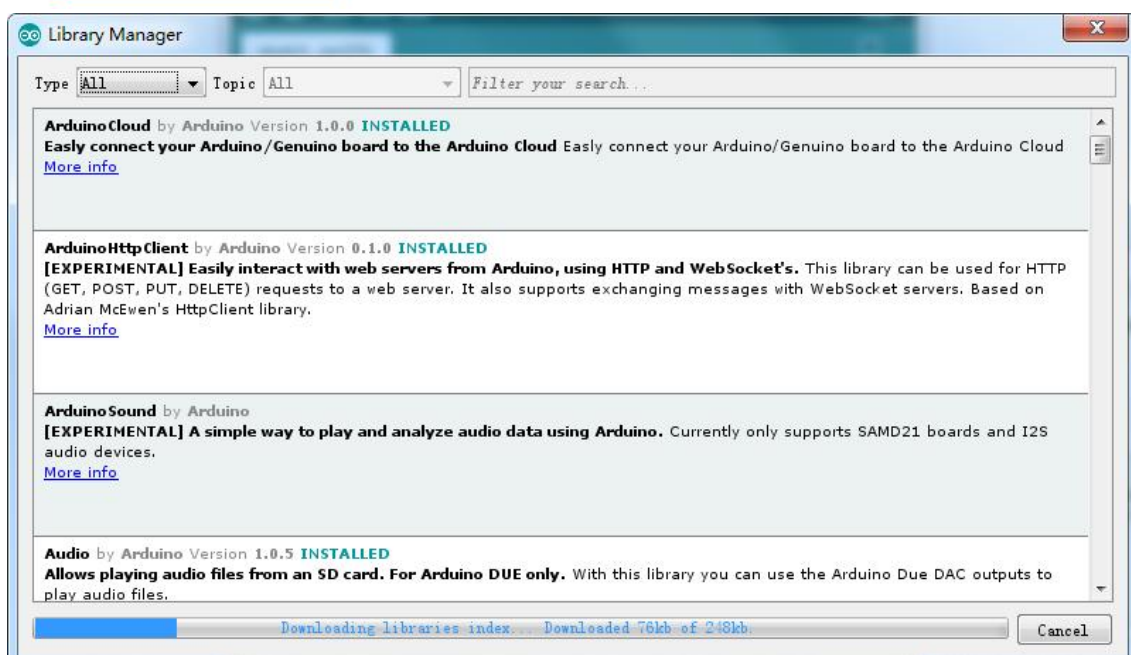 Library Manager
Type All Topic All Filter your search...
ArduinoCloud by Arduino Version 1.0.0 INSTALLED
Easly connect your Arduino/Genuino board to the Arduino Cloud Easly connect your Arduino/Genuino board to the Arduino Cloud
More info
ArduinoHttpClient by Arduino Version 0.1.0 INSTALLED
[EXPERIMENTAL] Easily interact with web servers from Arduino, using HTTP and WebSocket's. This library can be used for HTTP
(GET, POST, PUT, DELETE) requests to a web server. It also supports exchanging messages with WebSocket servers. Based on
Adrian McEwen's HttpClient library.
More info
ArduinoSound by Arduino
[EXPERIMENTAL] A simple way to play and analyze audio data using Arduino. Currently only supports SAMD21 boards and I2S
audio devices.
More info
Audio by Arduino Version 1.0.5 INSTALLED
Allows playing audio files from an SD card. For Arduino DUE only. With this library you can use the Arduino Due DAC outputs to
play audio files.
Downloading libraries index... Downloaded 76kb of 248kb.
Cancel